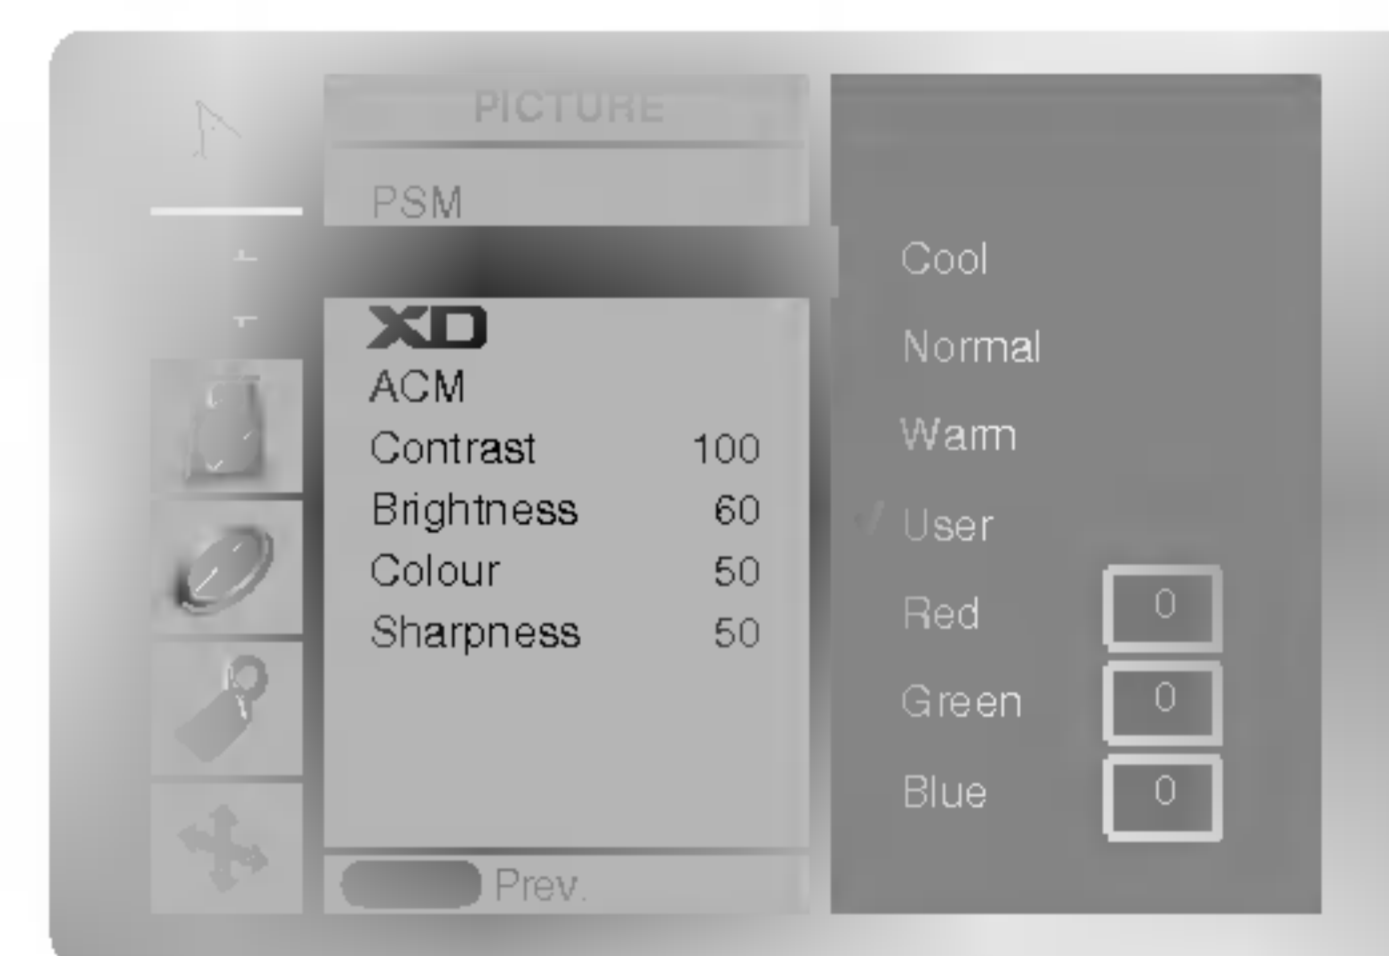 PICTURE
PSM
XD
ACM
Contrast 100
Brightness 60
Colour 50
Sharpness 50
Prev.
Cool
Normal
Warm
User
Red 0
Green 0
Blue 0